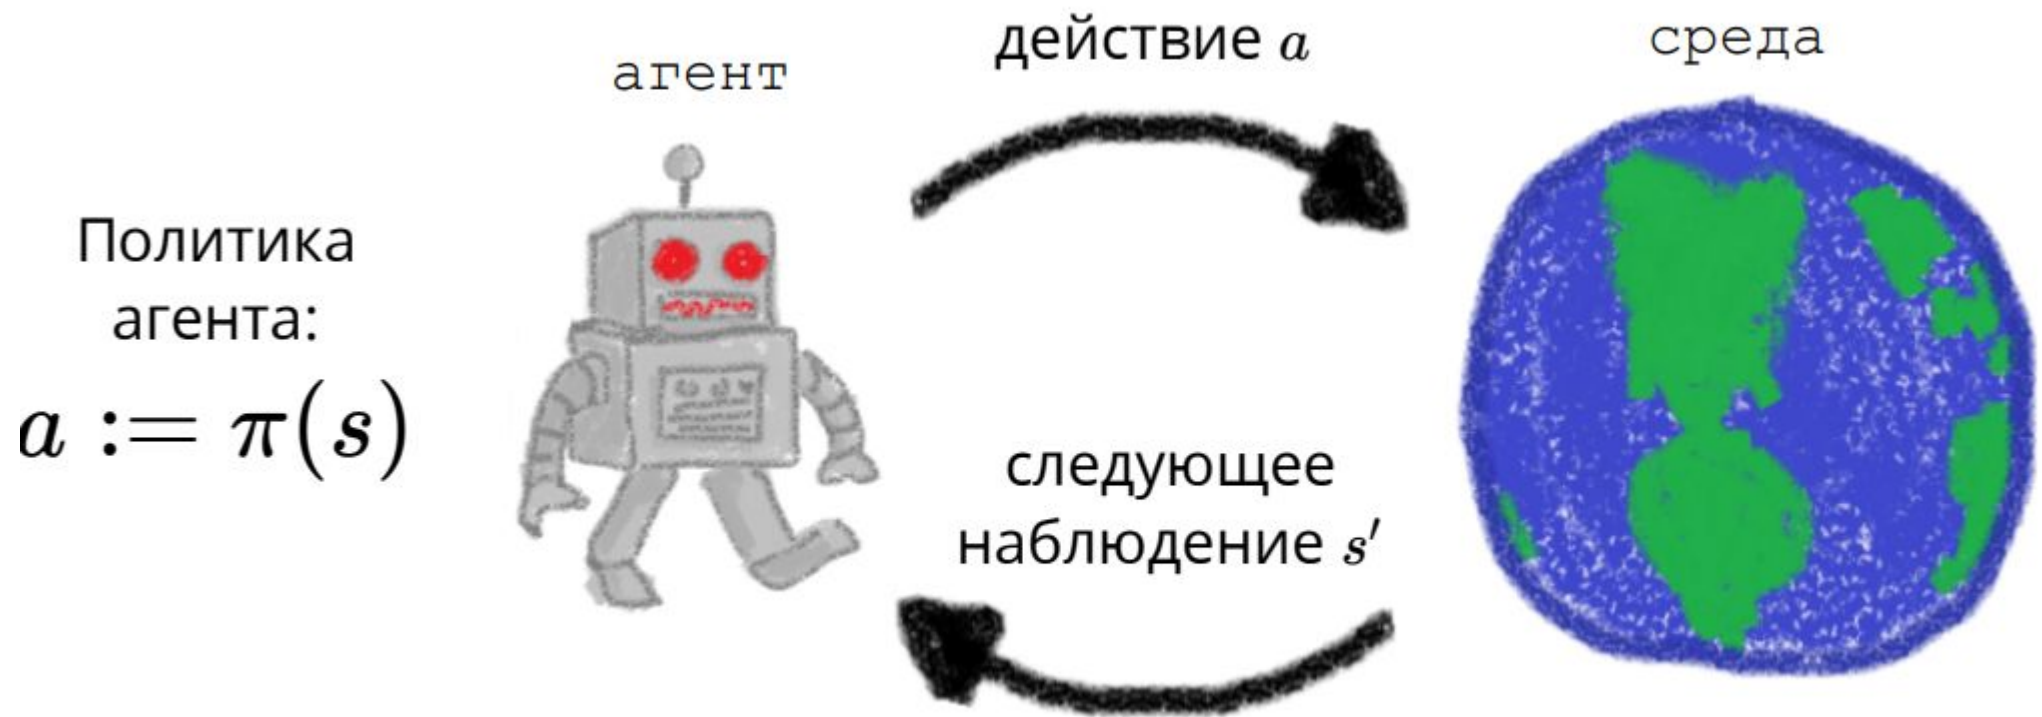 Политика
агента:
a := π(s)
агент
действие a
среда
следующее
наблюдение s′